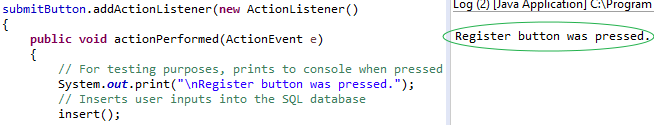 submitButton.addActionListener(new ActionListener()
{
    public void actionPerformed(ActionEvent e)
    {
        // For testing purposes, prints to console when pressed
        System.out.print("\nRegister button was pressed.");
        // Inserts user inputs into the SQL database
        insert();
Log (2) [Java Application] C:\Program
Register button was pressed.